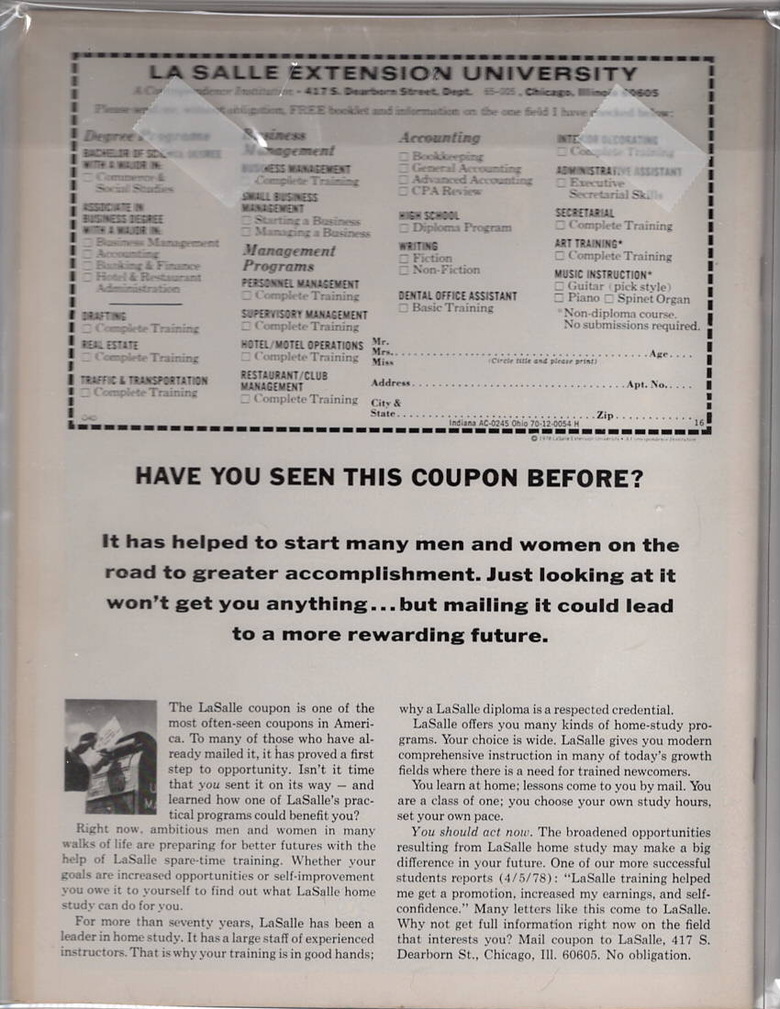 LA SALLE EXTENSION UNIVERSITY
A Correspondence Institution • 417 S. Dearborn Street, Dept. 65-005, Chicago, Illinois 60605
Please obligation, FREE booklet and information on the one field I have checked below:
Degree Programs
BACHELOR OF SCIENCE DEGREE
WITH A MAJOR IN:
☐ Commerce &
Social Studies
ASSOCIATE IN
BUSINESS DEGREE
WITH A MAJOR IN:
☐ Business Management
☐ Accounting
☐ Banking & Finance
☐ Hotel & Restaurant
Administration
DRAFTING
☐ Complete Training
REAL ESTATE
☐ Complete Training
TRAFFIC & TRANSPORTATION
☐ Complete Training
Business
Management
BUSINESS MANAGEMENT
Complete Training
SMALL BUSINESS
MANAGEMENT
☐ Starting a Business
☐ Managing a Business
Management
Programs
PERSONNEL MANAGEMENT
☐ Complete Training
SUPERVISORY MANAGEMENT
☐ Complete Training
HOTEL/MOTEL OPERATIONS
☐ Complete Training
RESTAURANT/CLUB
MANAGEMENT
☐ Complete Training
Accounting
☐ Bookkeeping
☐ General Accounting
☐ Advanced Accounting
☐ CPA Review
HIGH SCHOOL
☐ Diploma Program
WRITING
☐ Fiction
☐ Non-Fiction
DENTAL OFFICE ASSISTANT
☐ Basic Training
INTERIOR DECORATING
☐ Complete Training
ADMINISTRATIVE ASSISTANT
☐ Executive
Secretarial Skills
SECRETARIAL
☐ Complete Training
ART TRAINING*
☐ Complete Training
MUSIC INSTRUCTION*
☐ Guitar (pick style)
☐ Piano ☐ Spinet Organ
*Non-diploma course.
No submissions required.
Mr.
Mrs. Age
Miss (Circle title and please print)
Address Apt. No.
City &
State Zip
Indiana AC-0245 Ohio 70-12-0054 H 16
© 1978 LaSalle Extension University • A Correspondence Institution
HAVE YOU SEEN THIS COUPON BEFORE?
It has helped to start many men and women on the
road to greater accomplishment. Just looking at it
won't get you anything...but mailing it could lead
to a more rewarding future.
The LaSalle coupon is one of the
most often-seen coupons in Ameri-
ca. To many of those who have al-
ready mailed it, it has proved a first
step to opportunity. Isn't it time
that you sent it on its way — and
learned how one of LaSalle's prac-
tical programs could benefit you?
Right now, ambitious men and women in many
walks of life are preparing for better futures with the
help of LaSalle spare-time training. Whether your
goals are increased opportunities or self-improvement
you owe it to yourself to find out what LaSalle home
study can do for you.
For more than seventy years, LaSalle has been a
leader in home study. It has a large staff of experienced
instructors. That is why your training is in good hands;
why a LaSalle diploma is a respected credential.
LaSalle offers you many kinds of home-study pro-
grams. Your choice is wide. LaSalle gives you modern
comprehensive instruction in many of today's growth
fields where there is a need for trained newcomers.
You learn at home; lessons come to you by mail. You
are a class of one; you choose your own study hours,
set your own pace.
You should act now. The broadened opportunities
resulting from LaSalle home study may make a big
difference in your future. One of our more successful
students reports (4/5/78): "LaSalle training helped
me get a promotion, increased my earnings, and self-
confidence." Many letters like this come to LaSalle.
Why not get full information right now on the field
that interests you? Mail coupon to LaSalle, 417 S.
Dearborn St., Chicago, Ill. 60605. No obligation.